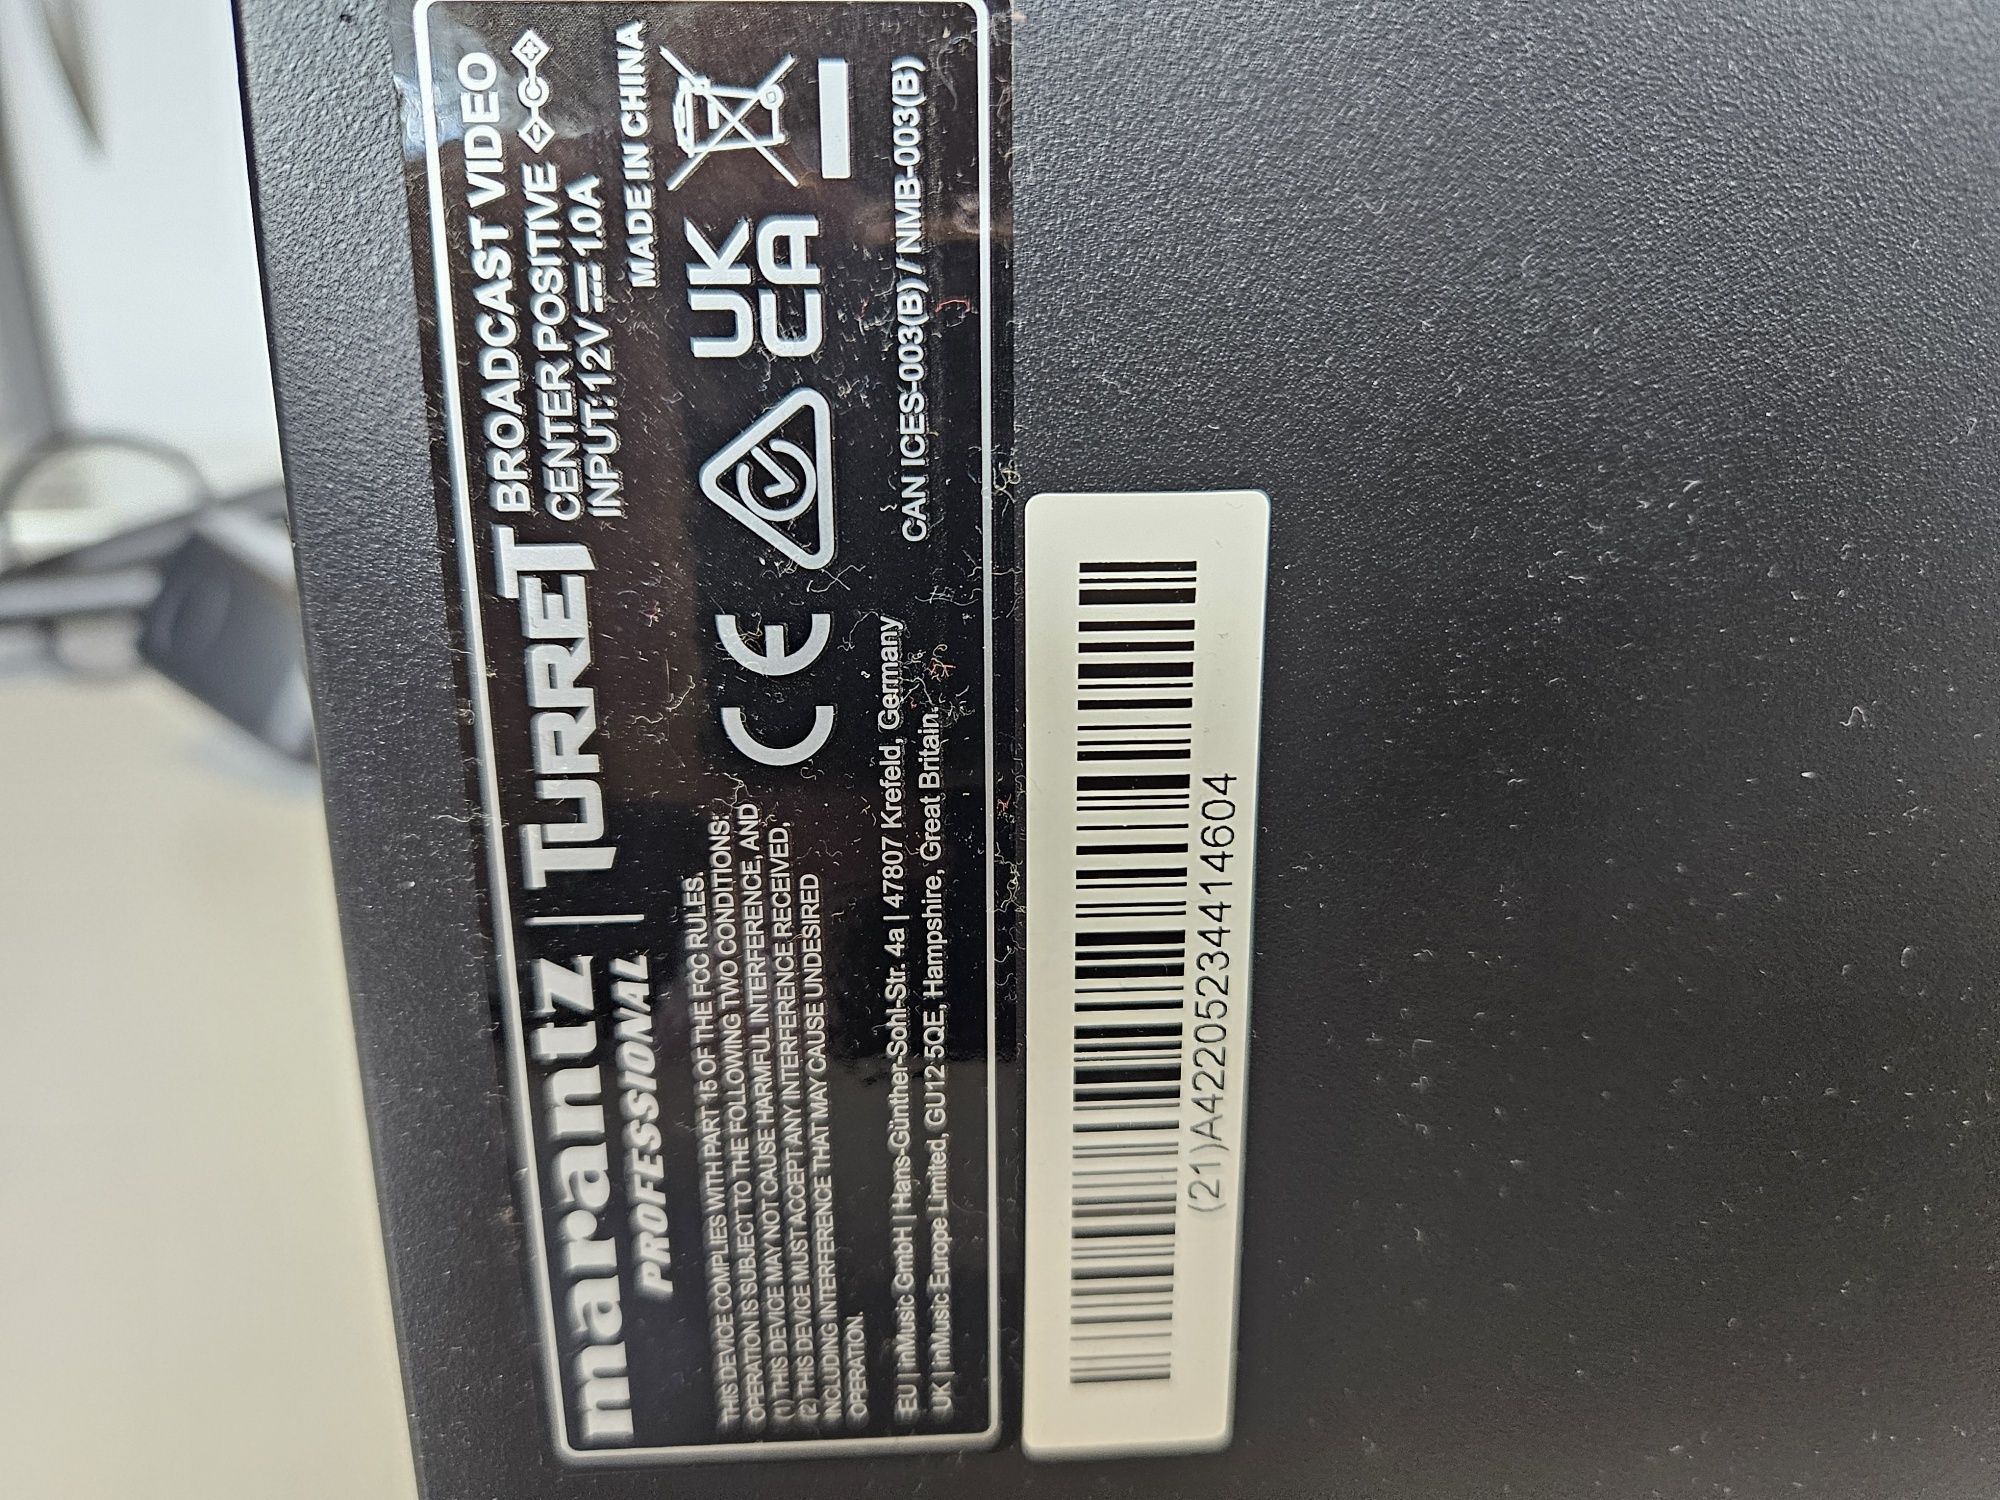 marantz PROFESSIONAL
TURRET
BROADCAST VIDEO
CENTER POSITIVE
INPUT: 12V 1.0A
MADE IN CHINA
THIS DEVICE COMPLIES WITH PART 15 OF THE FCC RULES.
OPERATION IS SUBJECT TO THE FOLLOWING TWO CONDITIONS:
(1) THIS DEVICE MAY NOT CAUSE HARMFUL INTERFERENCE, AND
(2) THIS DEVICE MUST ACCEPT ANY INTERFERENCE RECEIVED,
INCLUDING INTERFERENCE THAT MAY CAUSE UNDESIRED
OPERATION.
CE
UK
CA
EU | inMusic GmbH | Hans-Günther-Sohl-Str. 4a | 47807 Krefeld, Germany
UK | inMusic Europe Limited, GU12 5QE, Hampshire, Great Britain.
CAN ICES-003(B) / NMB-003(B)
(21)A42205234414604